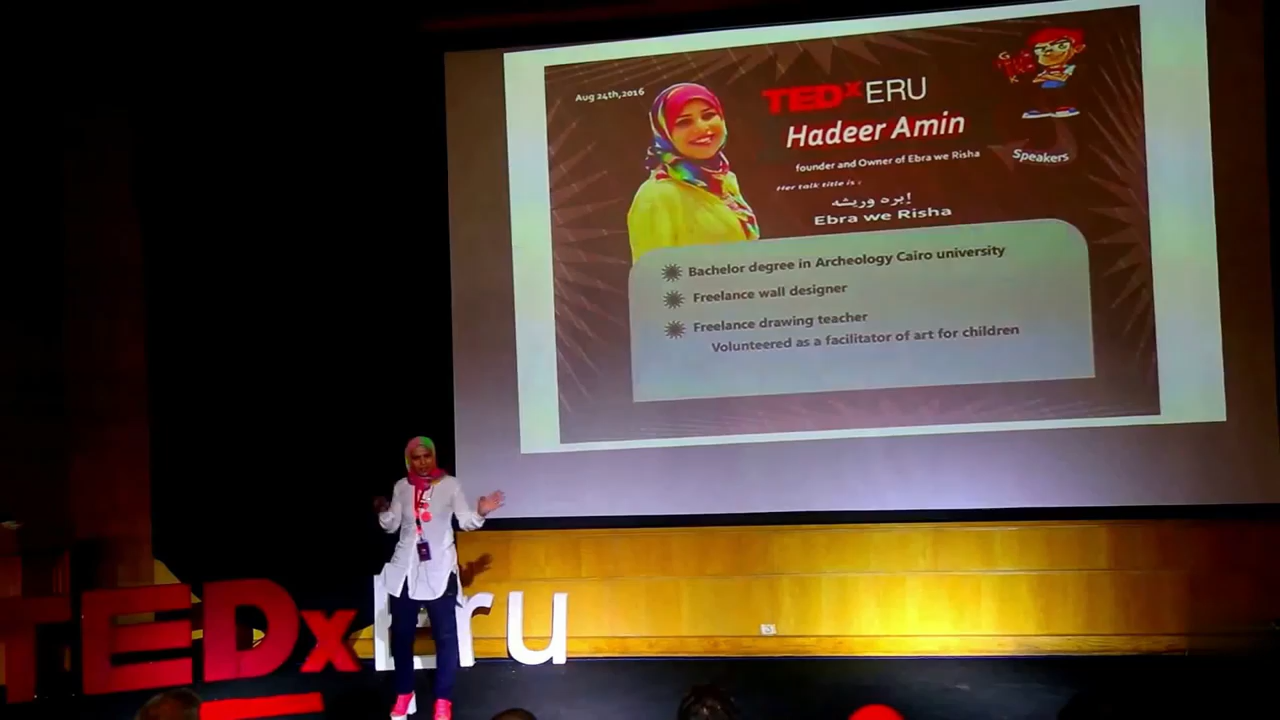 Aug 24th,2016
TEDxERU
Hadeer Amin
founder and Owner of Ebra we Risha
Speakers
Her talk title is :
إبره وريشه
Ebra we Risha
Bachelor degree in Archeology Cairo university
Freelance wall designer
Freelance drawing teacher
Volunteered as a facilitator of art for children
TEDx Eru